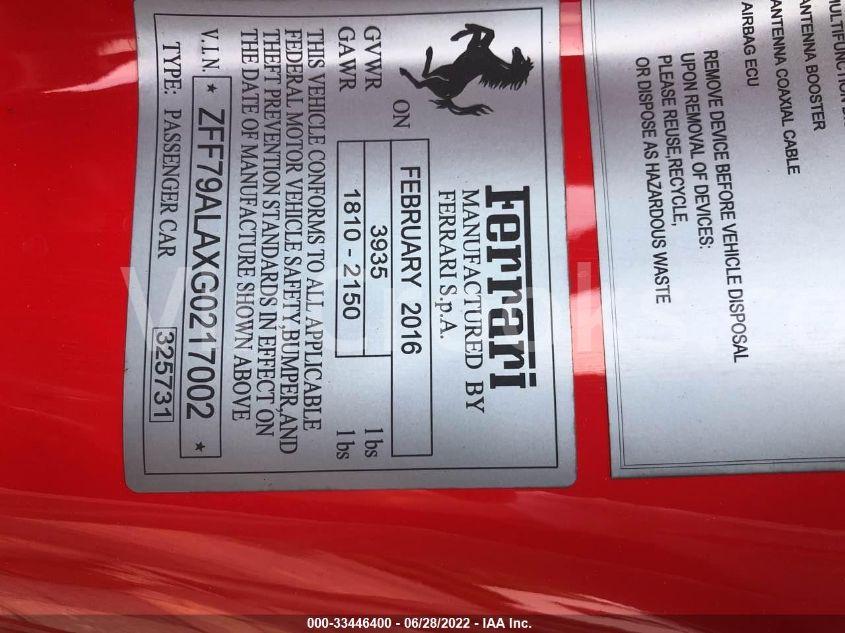 Ferrari
MANUFACTURED BY
FERRARI S.p.A.
ON FEBRUARY 2016
GVWR 3935 lbs
GAWR 1810 - 2150 lbs
THIS VEHICLE CONFORMS TO ALL APPLICABLE
FEDERAL MOTOR VEHICLE SAFETY,BUMPER,AND
THEFT PREVENTION STANDARDS IN EFFECT ON
THE DATE OF MANUFACTURE SHOWN ABOVE
V.I.N. * ZFF79ALAXG0217002 *
TYPE: PASSENGER CAR 325731
ANTENNA BOOSTER
ANTENNA COAXIAL CABLE
AIRBAG ECU
REMOVE DEVICE BEFORE VEHICLE DISPOSAL
UPON REMOVAL OF DEVICES:
PLEASE REUSE,RECYCLE,
OR DISPOSE AS HAZARDOUS WASTE
000-33446400 - 06/28/2022 - IAA Inc.